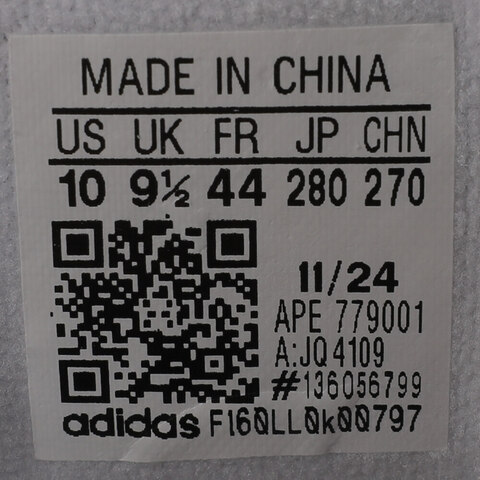 MADE IN CHINA
US UK FR JP CHN
10 9½ 44 280 270
11/24
APE 779001
A:JQ4109
#136056799
adidas F160LL0k00797